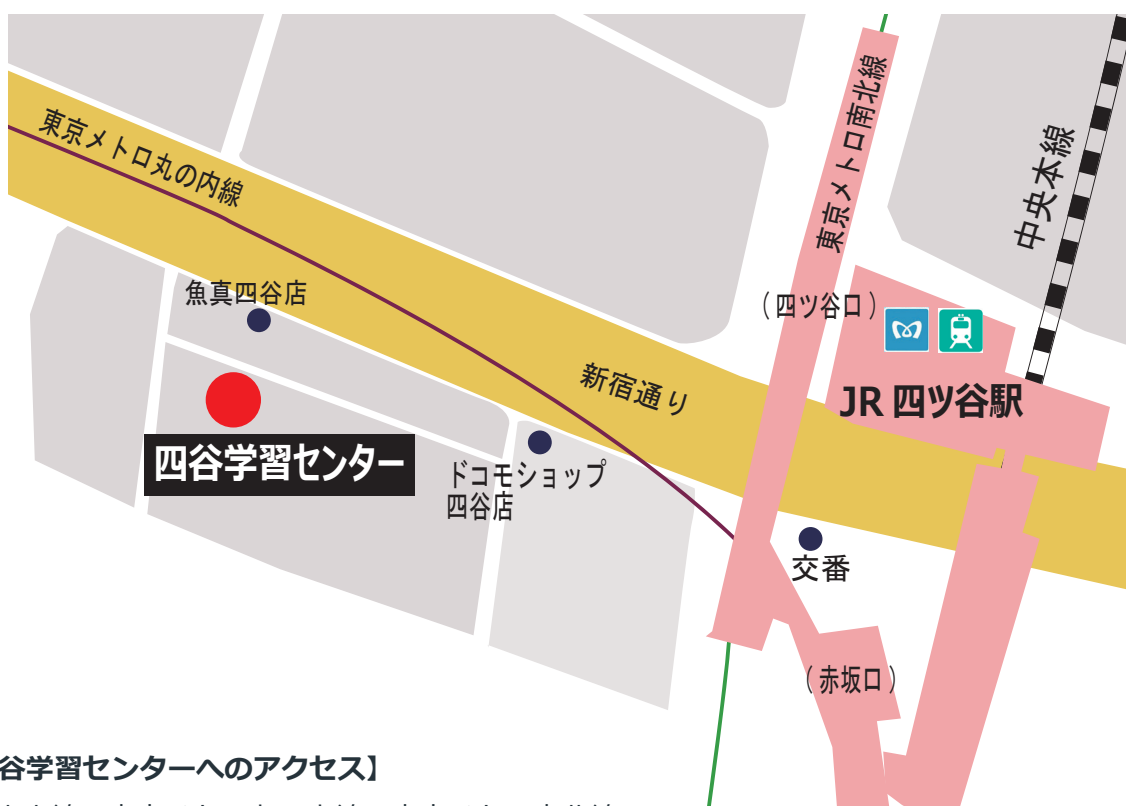 東京メトロ丸の内線
東京メトロ南北線
中央本線
魚真四谷店
(四ツ谷口)
新宿通り
JR 四ツ谷駅
四谷学習センター
ドコモショップ
四谷店
交番
(赤坂口)
谷学習センターへのアクセス】